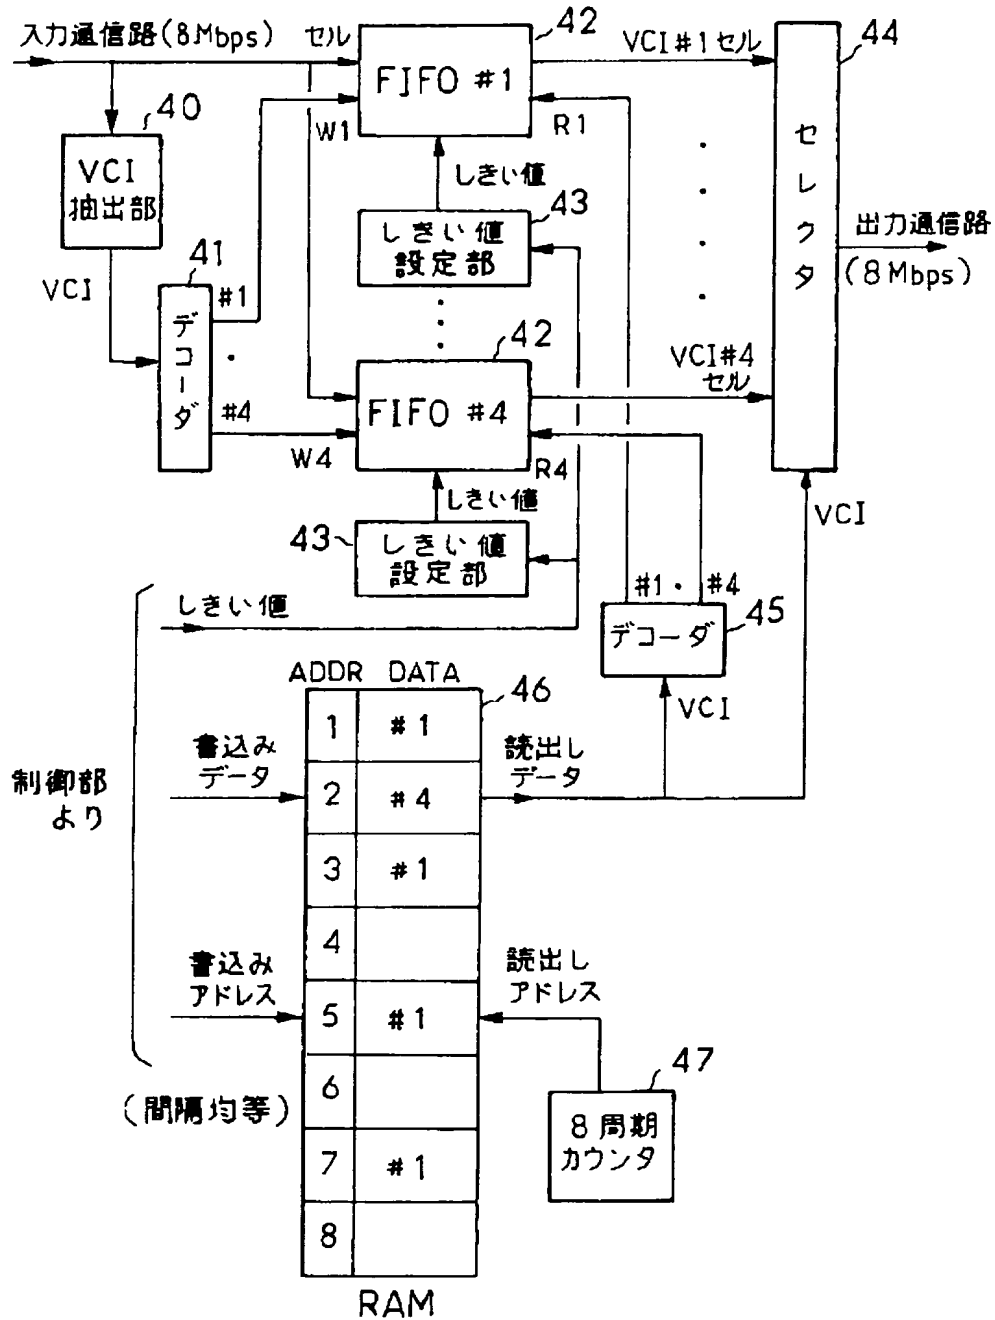 入力通信路(8Mbps)
セル
42
FIFO #1
VCI#1セル
44
40
W1
R1
VCI
抽出部
しきい値
43
しきい値
設定部
セレクタ
出力通信路
(8Mbps)
VCI
41
#1
デコーダ
#4
42
FIFO #4
VCI#4
セル
W4
R4
しきい値
VCI
43
しきい値
設定部
#1・#4
45
デコーダ
しきい値
ADDR DATA
46
VCI
1 #1
書込み
データ
読出し
データ
制御部
より
2 #4
3 #1
4
書込み
アドレス
読出し
アドレス
5 #1
47
6
(間隔均等)
8周期
カウンタ
7 #1
8
RAM